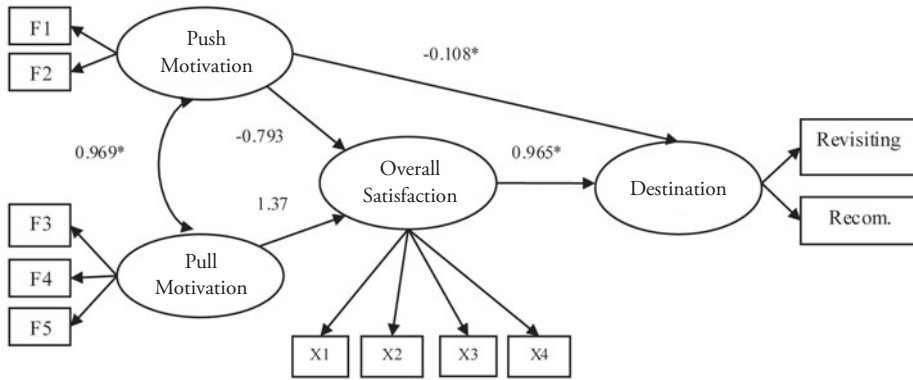 F1
F2
Push
Motivation
-0.108*
0.969*
-0.793
Overall
Satisfaction
0.965*
Destination
Revisiting
Recom.
1.37
F3
F4
F5
Pull
Motivation
X1
X2
X3
X4